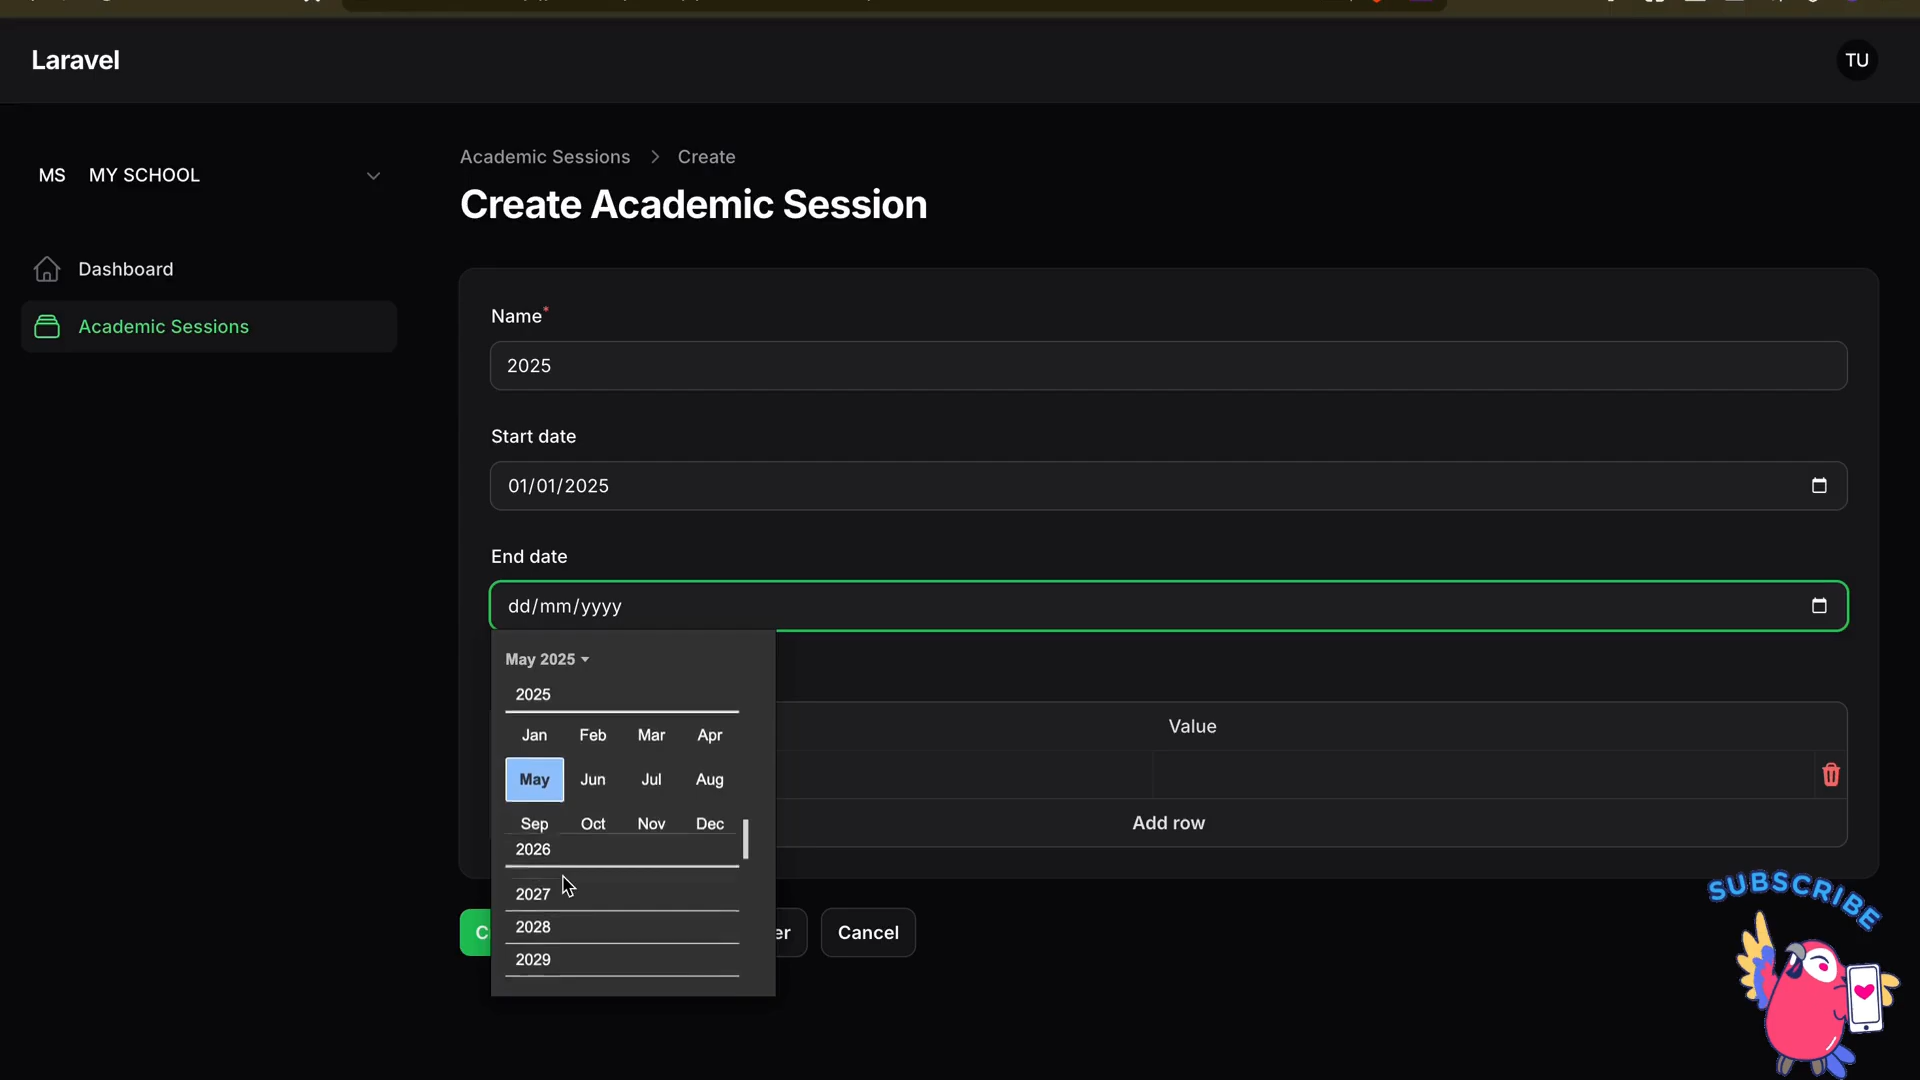 Laravel
TU
MS MY SCHOOL
Dashboard
Academic Sessions
Academic Sessions > Create
Create Academic Session
Name*
2025
Start date
01/01/2025
End date
dd/mm/yyyy
May 2025
2025
Jan Feb Mar Apr
May Jun Jul Aug
Sep Oct Nov Dec
2026
2027
2028
2029
Value
Add row
C
er
Cancel
SUBSCRIBE